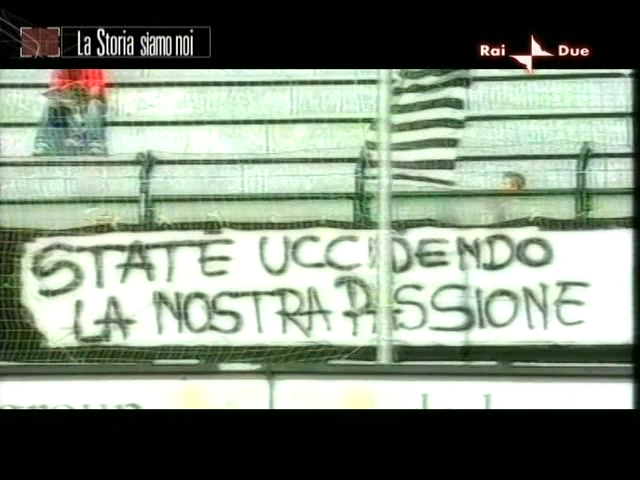 La Storia siamo noi
Rai Due
STATE UCCIDENDO
LA NOSTRA PASSIONE